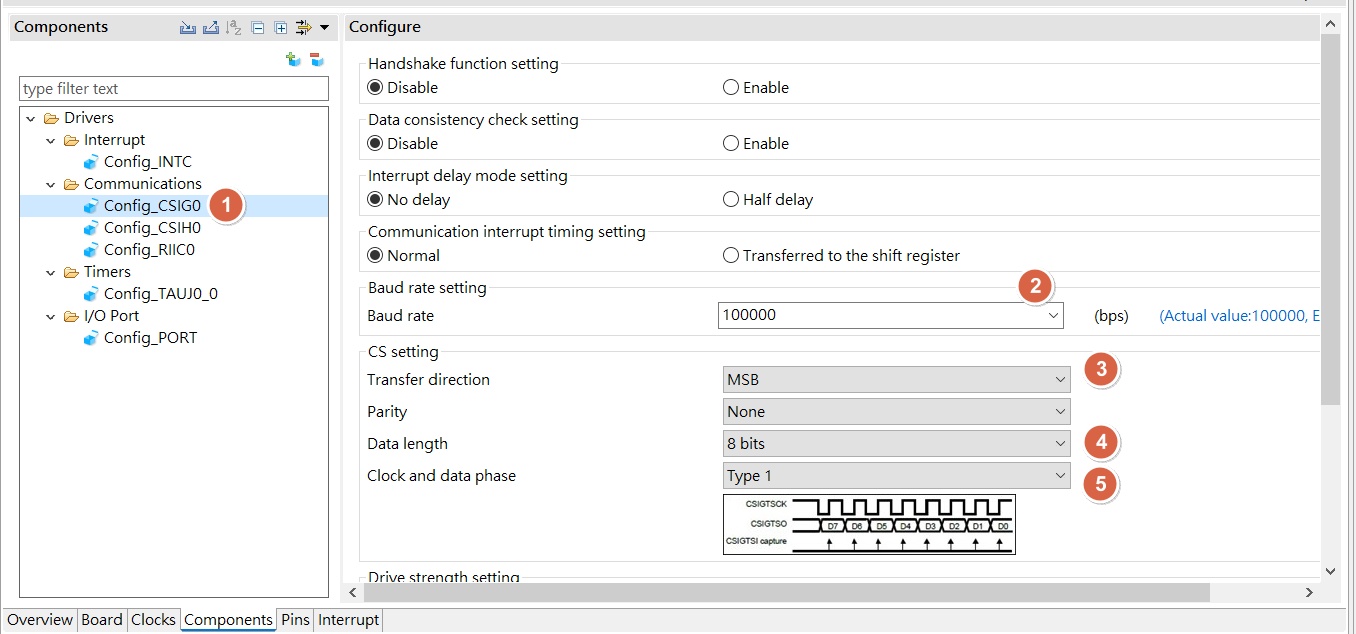 Components
Configure
type filter text
Drivers
Interrupt
Config_INTC
Communications
Config_CSIG0
1
Config_CSIH0
Config_RIIC0
Timers
Config_TAUJ0_0
I/O Port
Config_PORT
Handshake function setting
Disable
Enable
Data consistency check setting
Disable
Enable
Interrupt delay mode setting
No delay
Half delay
Communication interrupt timing setting
Normal
Transferred to the shift register
Baud rate setting
2
Baud rate
100000
(bps)
(Actual value:100000, E
CS setting
Transfer direction
MSB
3
Parity
None
Data length
8 bits
4
Clock and data phase
Type 1
5
CSIGTSCK
CSIGTSO
D7 D6 D5 D4 D3 D2 D1 D0
CSIGTSI capture
Drive strength setting
Overview Board Clocks Components Pins Interrupt